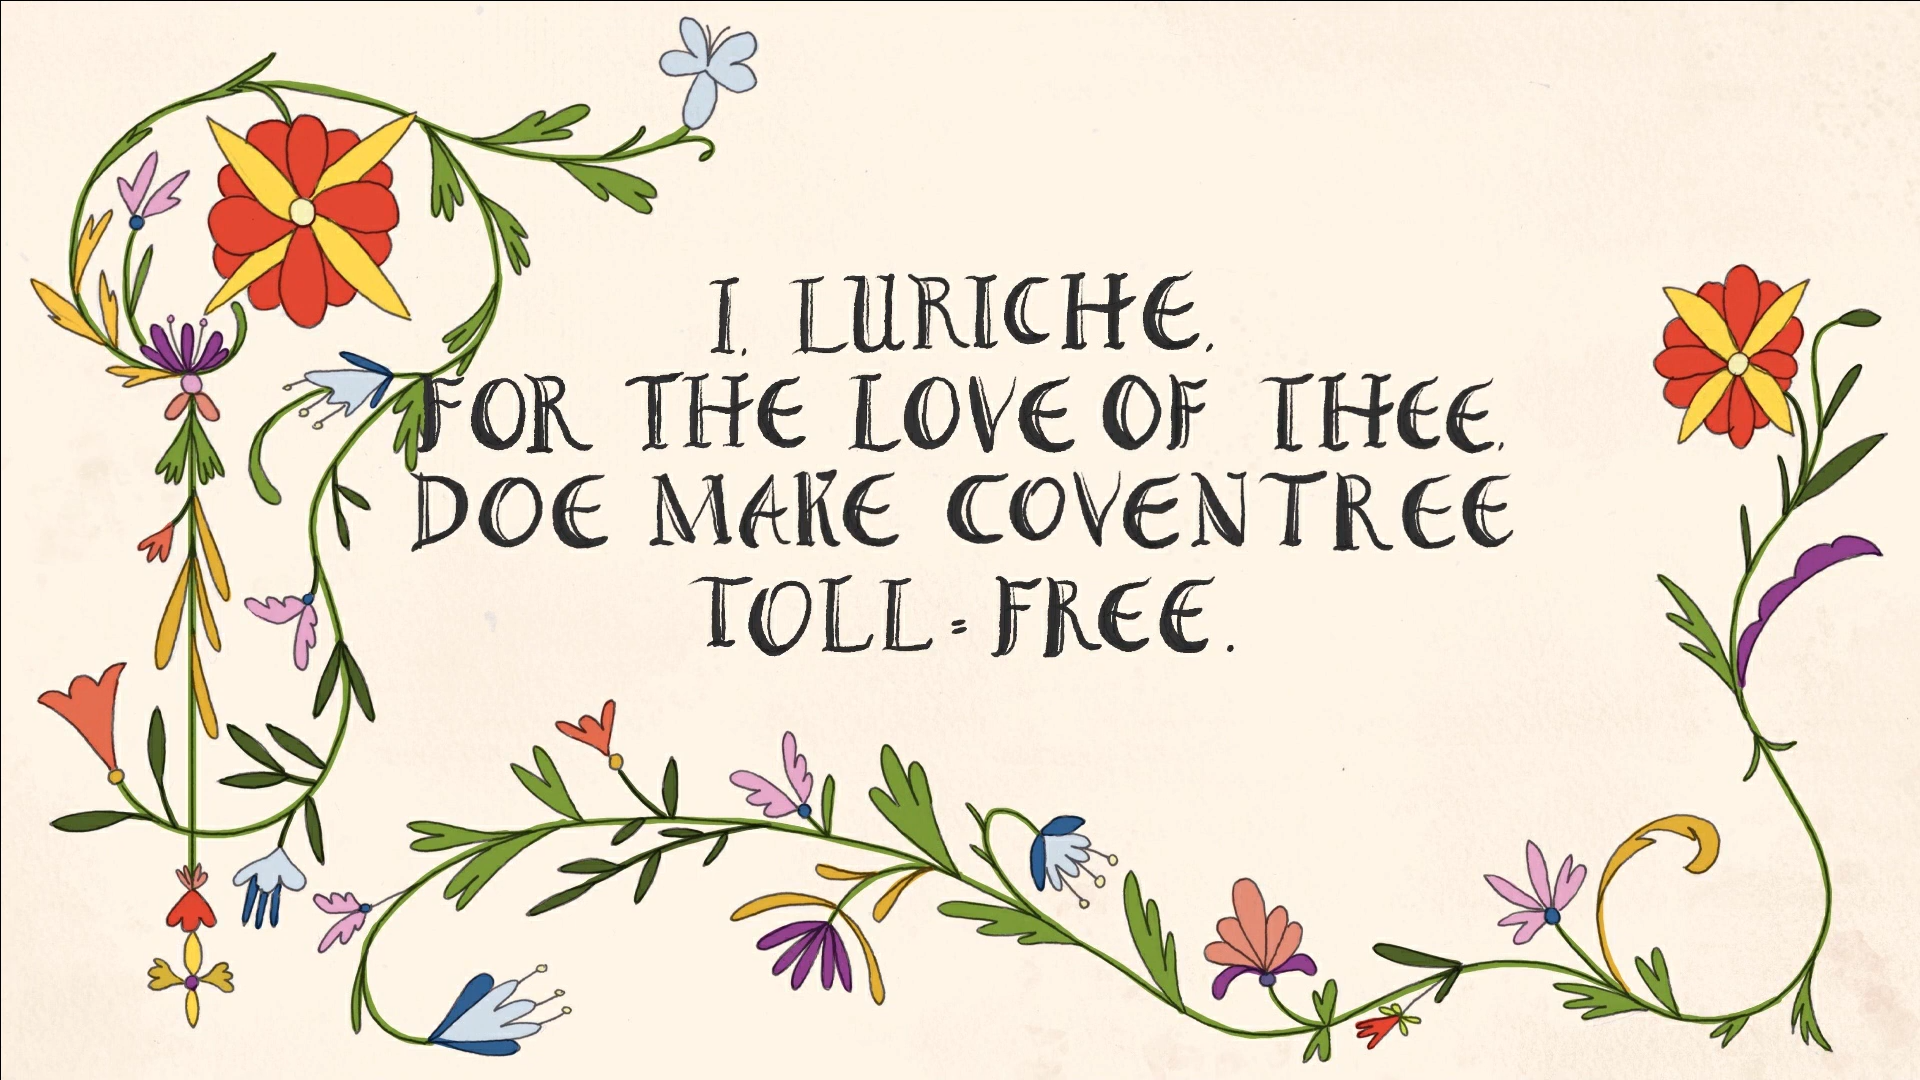 I, LURICHE,
FOR THE LOVE OF THEE,
DOE MAKE COVENTREE
TOLL=FREE.